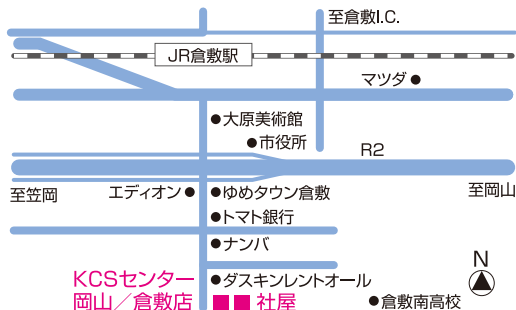 至倉敷I.C.
JR倉敷駅
マツダ
大原美術館
市役所
R2
至笠岡
エディオン
ゆめタウン倉敷
至岡山
トマト銀行
ナンバ
N
KCSセンター
岡山／倉敷店
ダスキンレントオール
社屋
倉敷南高校